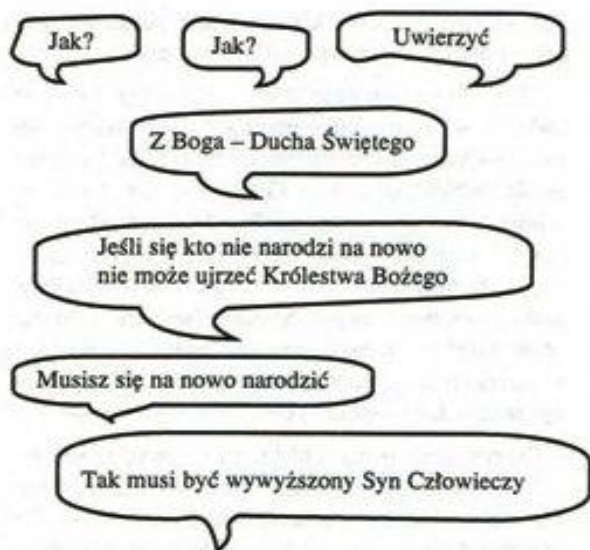 Jak?
Jak?
Uwierzyć
Z Boga – Ducha Świętego
Jeśli się kto nie narodzi na nowo
nie może ujrzeć Królestwa Bożego
Musisz się na nowo narodzić
Tak musi być wywyższony Syn Człowieczy